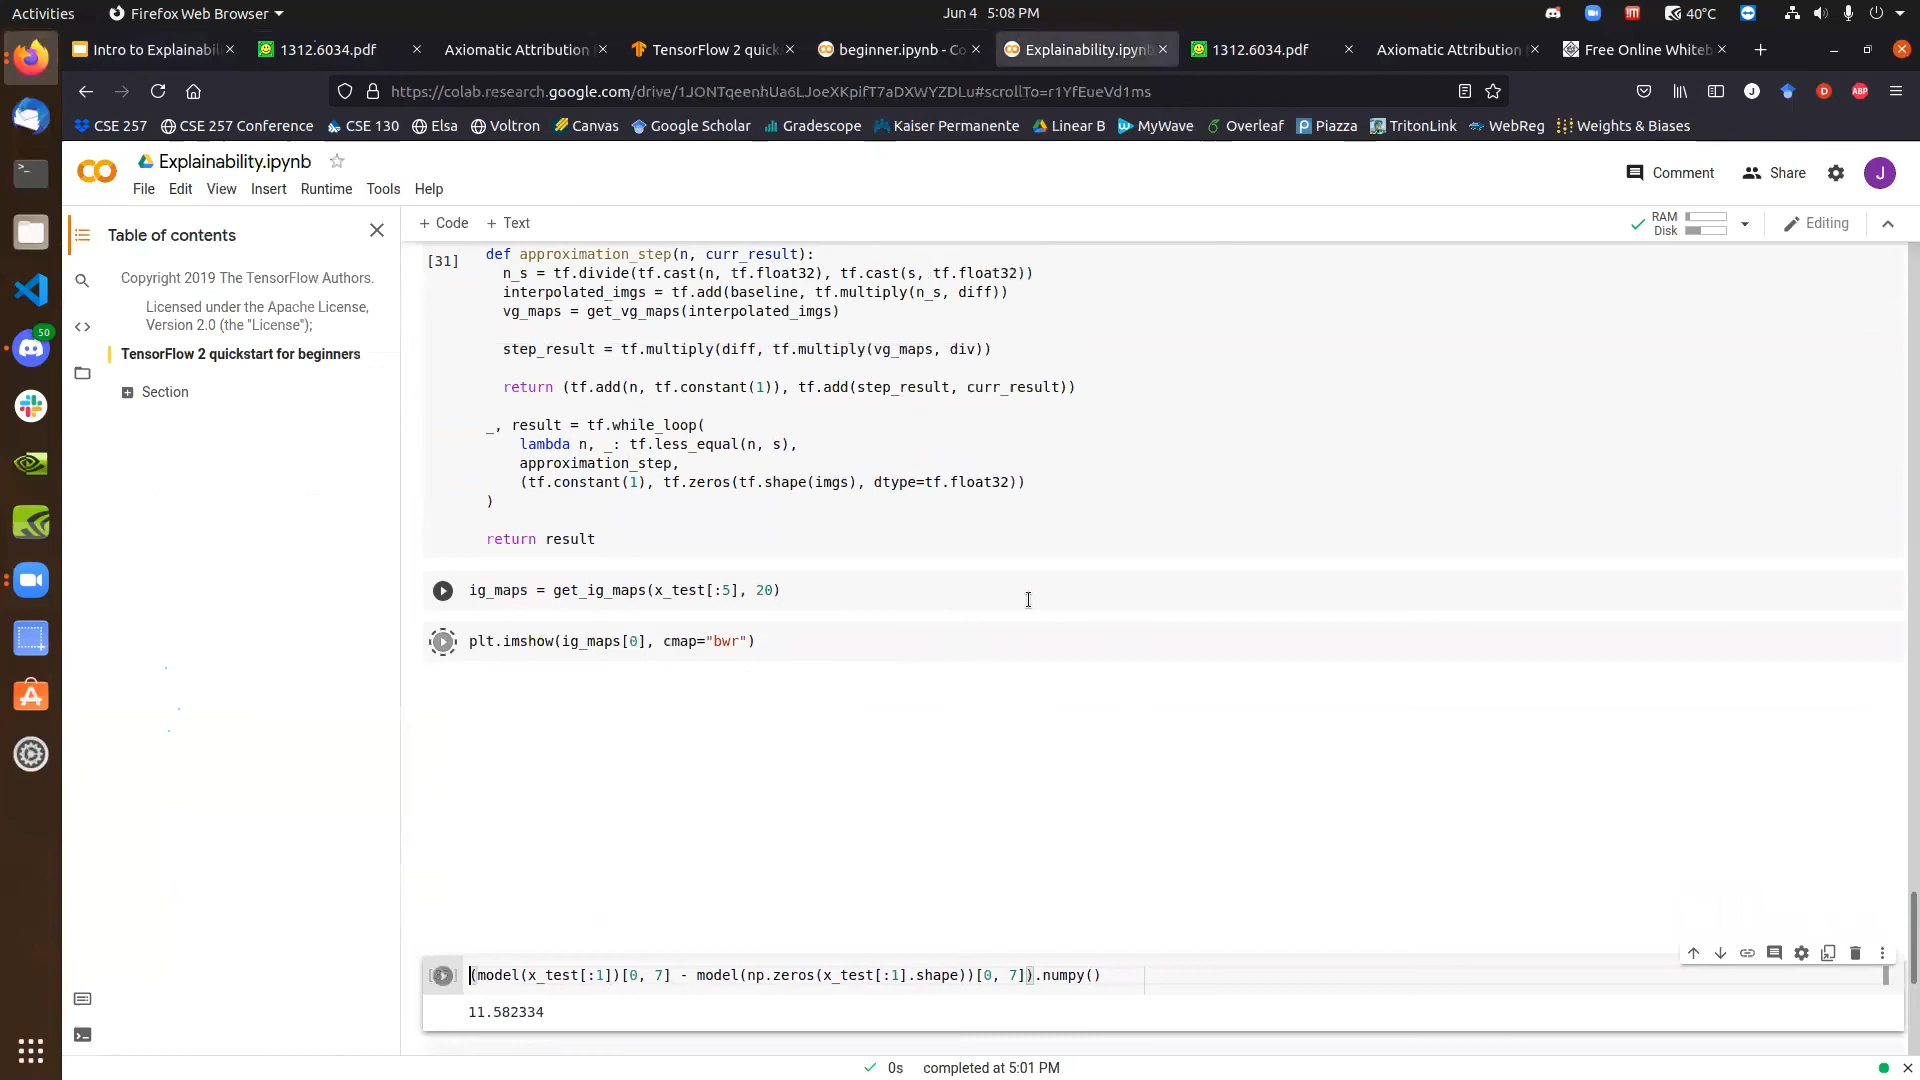 Activities
Firefox Web Browser
Jun 4 5:08 PM
40°C
Intro to Explainabil
1312.6034.pdf
Axiomatic Attribution
TensorFlow 2 quick
beginner.ipynb - Co
Explainability.ipynb
1312.6034.pdf
Axiomatic Attribution
Free Online Whiteb
https://colab.research.google.com/drive/1JONTqeenhUa6LJoeXKpifT7aDXWYZDLu#scrollTo=r1YfEueVd1ms
CSE 257
CSE 257 Conference
CSE 130
Elsa
Voltron
Canvas
Google Scholar
Gradescope
Kaiser Permanente
Linear B
MyWave
Overleaf
Piazza
TritonLink
WebReg
Weights & Biases
Explainability.ipynb
File Edit View Insert Runtime Tools Help
Comment
Share
J
+ Code + Text
RAM
Disk
Editing
Table of contents
Copyright 2019 The TensorFlow Authors.
Licensed under the Apache License,
Version 2.0 (the "License");
TensorFlow 2 quickstart for beginners
Section
50
[31]
def approximation_step(n, curr_result):
n_s = tf.divide(tf.cast(n, tf.float32), tf.cast(s, tf.float32))
interpolated_imgs = tf.add(baseline, tf.multiply(n_s, diff))
vg_maps = get_vg_maps(interpolated_imgs)
step_result = tf.multiply(diff, tf.multiply(vg_maps, div))
return (tf.add(n, tf.constant(1)), tf.add(step_result, curr_result))
_, result = tf.while_loop(
lambda n, _: tf.less_equal(n, s),
approximation_step,
(tf.constant(1), tf.zeros(tf.shape(imgs), dtype=tf.float32))
)
return result
ig_maps = get_ig_maps(x_test[:5], 20)
plt.imshow(ig_maps[0], cmap="bwr")
(model(x_test[:1])[0, 7] - model(np.zeros(x_test[:1].shape))[0, 7]).numpy()
11.582334
0s completed at 5:01 PM